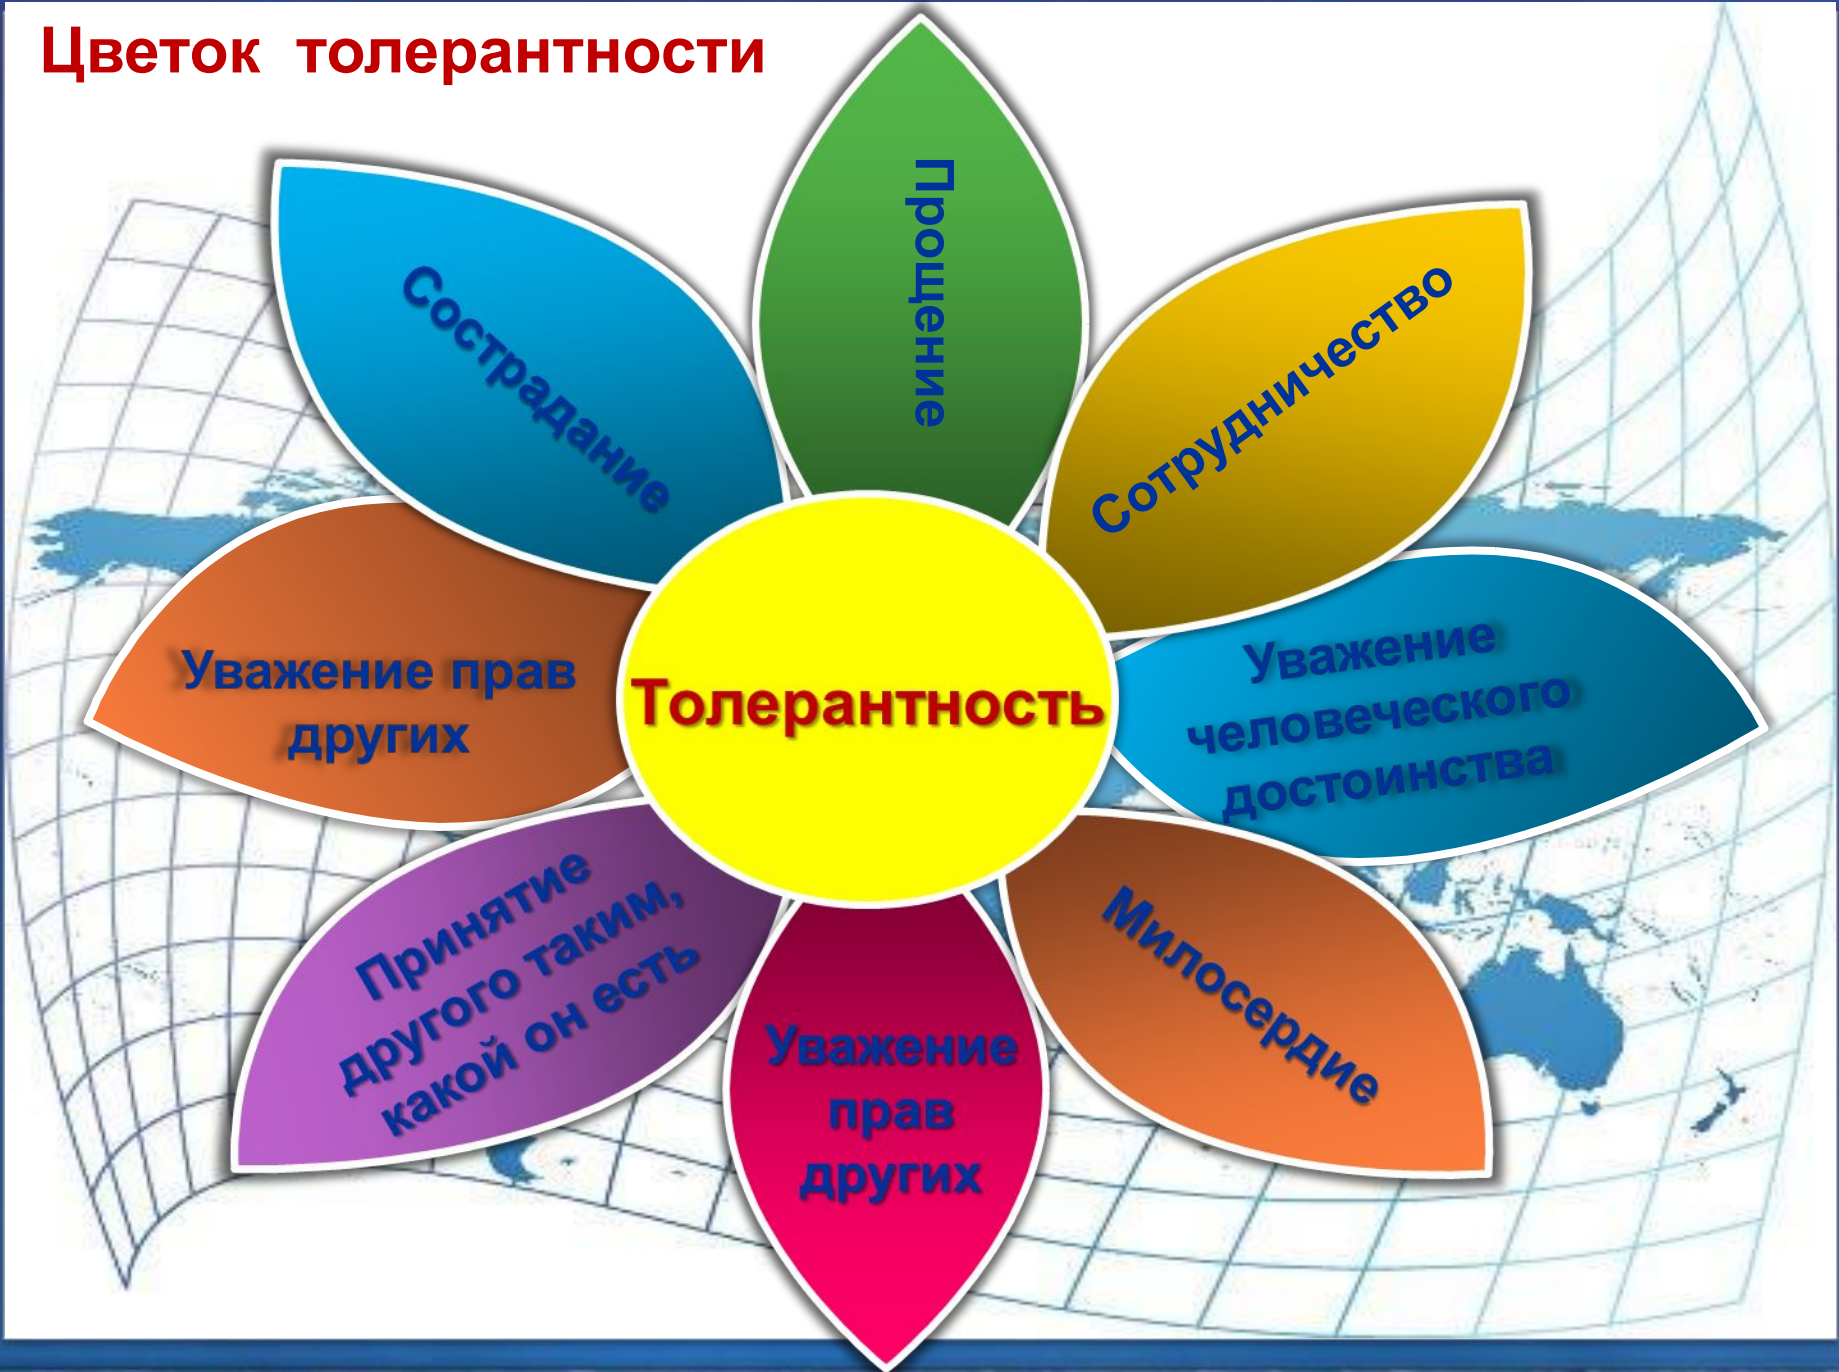 Цветок толерантности
Прощение
Сострадание
Сотрудничество
Уважение прав
других
Толерантность
Уважение
человеческого
достоинства
Принятие
другого таким,
какой он есть
Милосердие
Уважение
прав
других